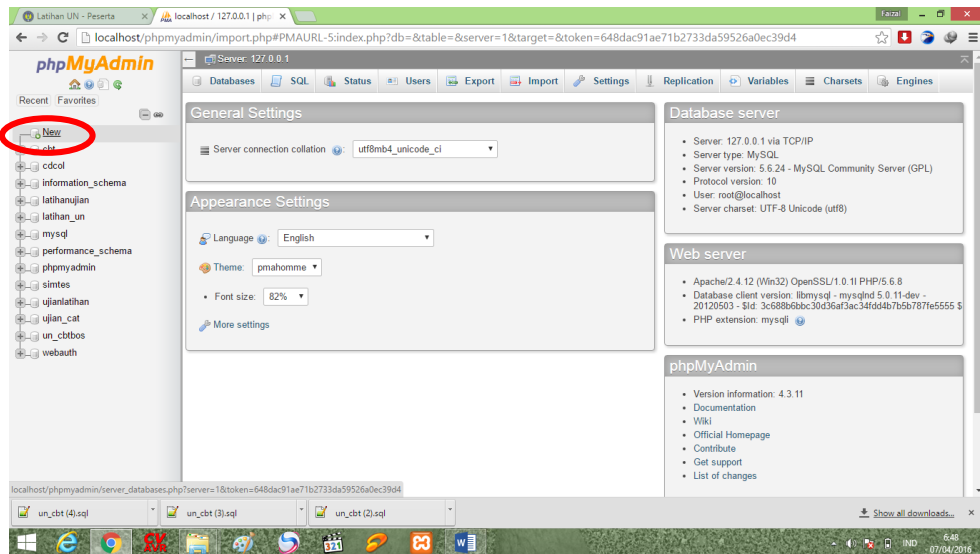 Latihan UN - Peserta
localhost / 127.0.0.1 | php
Faizal
localhost/phpmyadmin/import.php#PMAURL-5:index.php?db=&table=&server=1&target=&token=648dac91ae71b2733da59526a0ec39d4
phpMyAdmin
Recent Favorites
New
cbt
cdcol
information_schema
latihanujian
latihan_un
mysql
performance_schema
phpmyadmin
simtes
ujianlatihan
ujian_cat
un_cbtbos
webauth
Server: 127.0.0.1
Databases SQL Status Users Export Import Settings Replication Variables Charsets Engines
General Settings
Server connection collation : utf8mb4_unicode_ci
Appearance Settings
Language : English
Theme: pmahomme
Font size: 82%
More settings
Database server
Server: 127.0.0.1 via TCP/IP
Server type: MySQL
Server version: 5.6.24 - MySQL Community Server (GPL)
Protocol version: 10
User: root@localhost
Server charset: UTF-8 Unicode (utf8)
Web server
Apache/2.4.12 (Win32) OpenSSL/1.0.1l PHP/5.6.8
Database client version: libmysql - mysqlnd 5.0.11-dev -
20120503 - $Id: 3c688b6bbc30d36af3ac34fdd4b7b5b787fe5555 $
PHP extension: mysqli
phpMyAdmin
Version information: 4.3.11
Documentation
Wiki
Official Homepage
Contribute
Get support
List of changes
localhost/phpmyadmin/server_databases.php?server=1&token=648dac91ae71b2733da59526a0ec39d4
un_cbt (4).sql
un_cbt (3).sql
un_cbt (2).sql
Show all downloads...
321
IND
6:48
07/04/2016